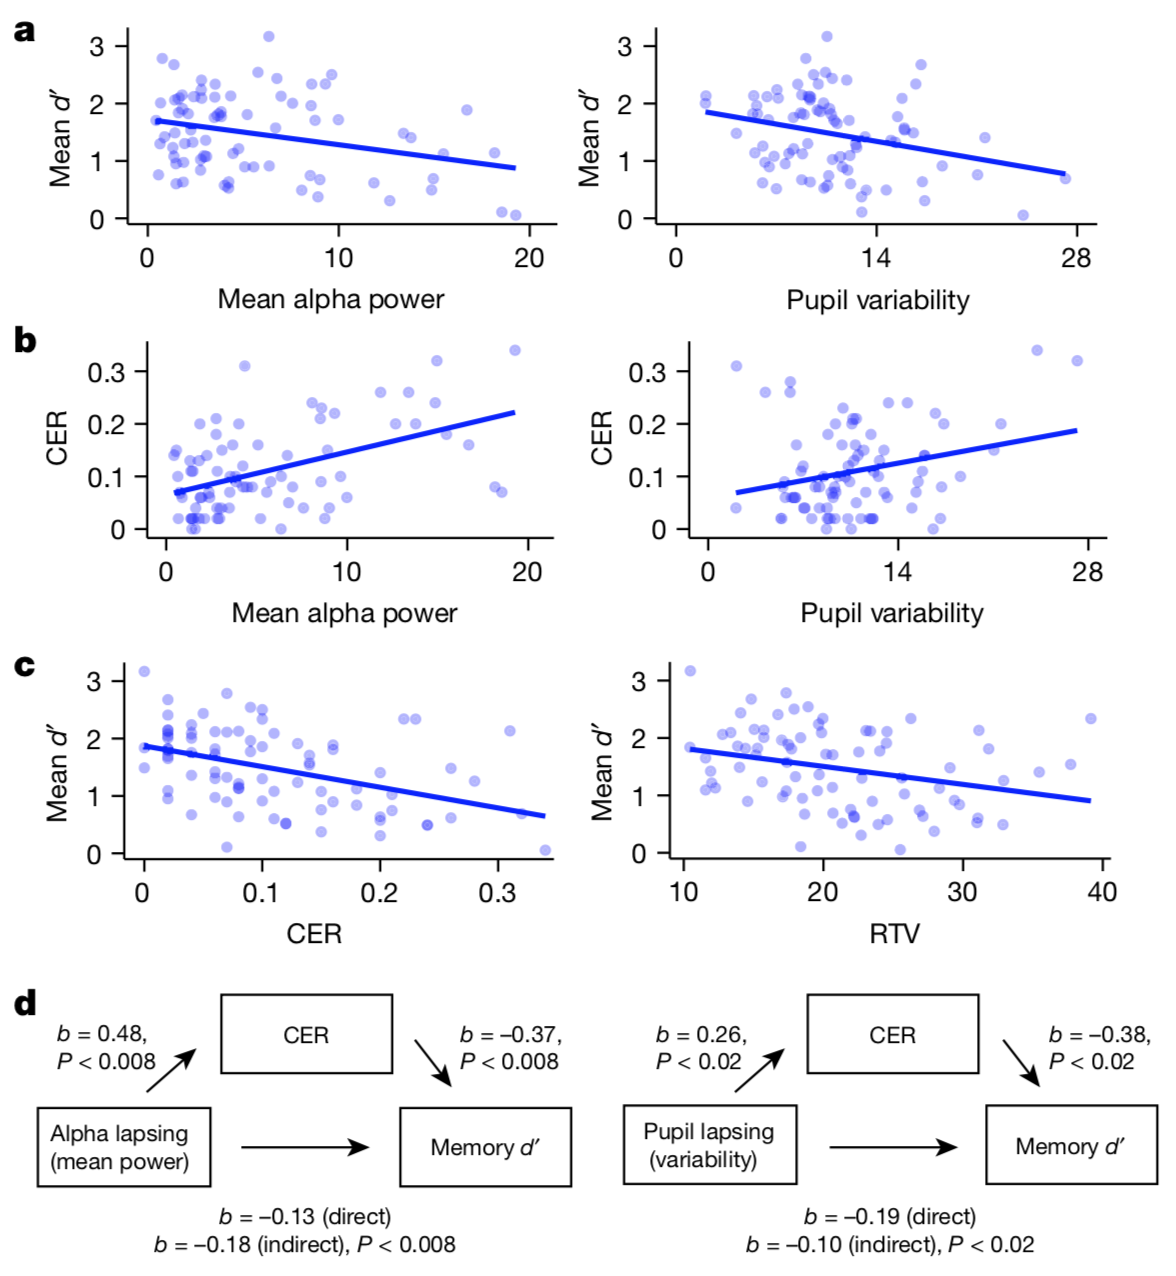 a
3
2
1
0
Mean d′
0 10 20
Mean alpha power
3
2
1
0
Mean d′
0 14 28
Pupil variability
b
0.3
0.2
0.1
0
CER
0 10 20
Mean alpha power
0.3
0.2
0.1
0
CER
0 14 28
Pupil variability
c
3
2
1
0
Mean d′
0 0.1 0.2 0.3
CER
3
2
1
0
Mean d′
10 20 30 40
RTV
d
b = 0.48,
P < 0.008
CER
b = –0.37,
P < 0.008
Alpha lapsing
(mean power)
Memory d′
b = –0.13 (direct)
b = –0.18 (indirect), P < 0.008
b = 0.26,
P < 0.02
CER
b = –0.38,
P < 0.02
Pupil lapsing
(variability)
Memory d′
b = –0.19 (direct)
b = –0.10 (indirect), P < 0.02